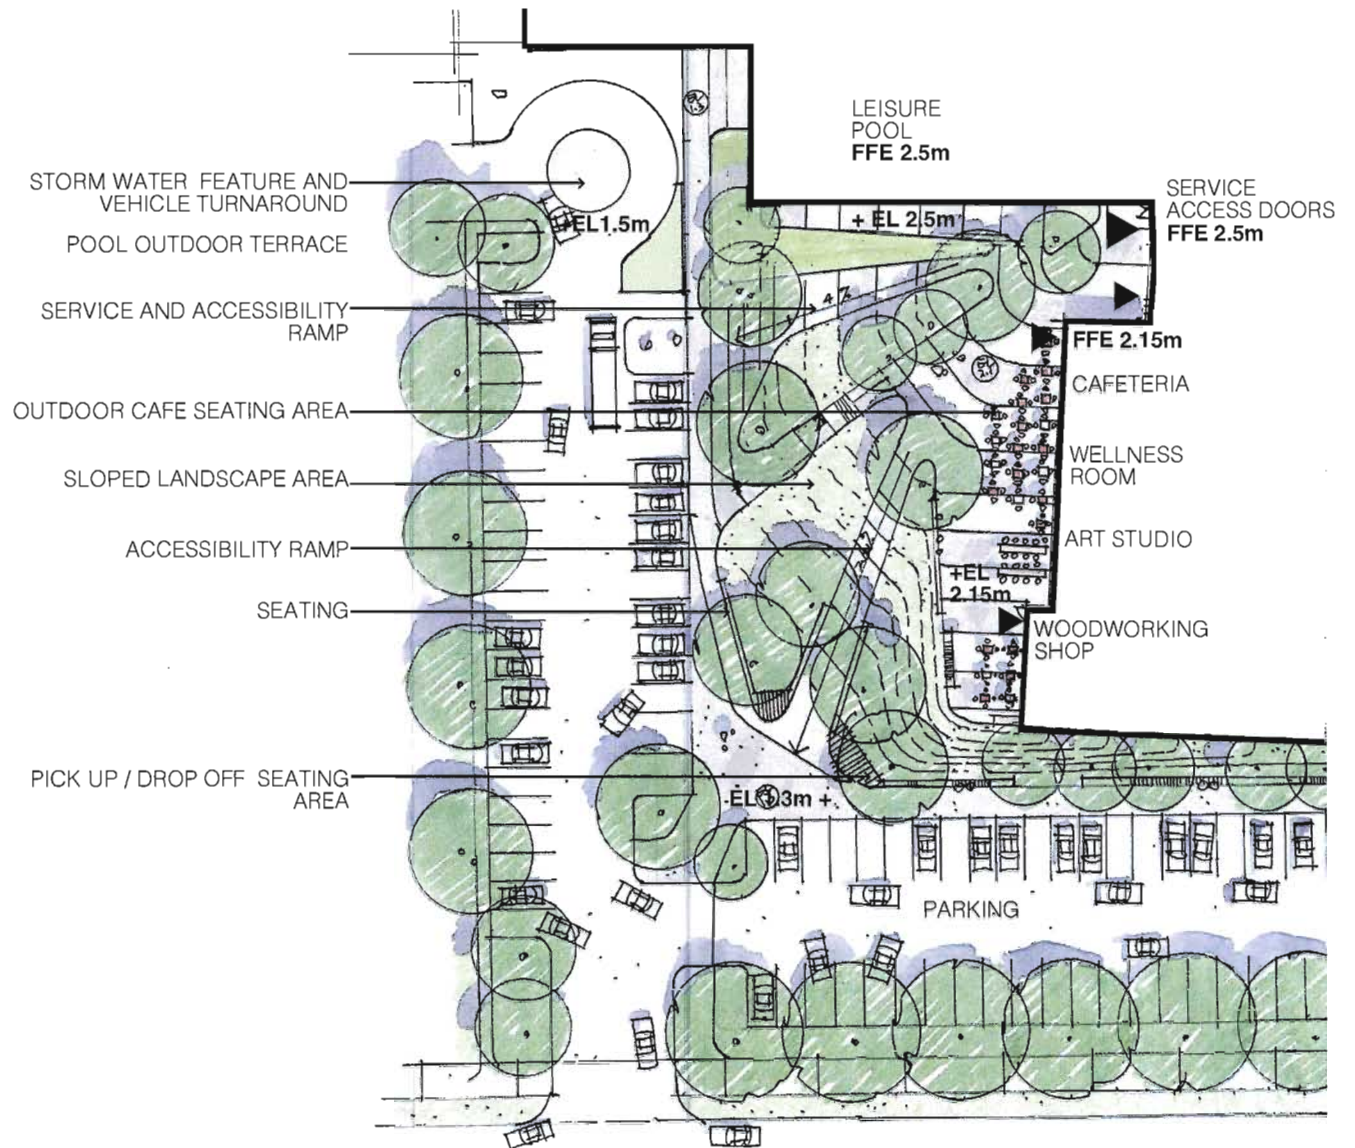 LEISURE
POOL
FFE 2.5m
STORM WATER FEATURE AND
VEHICLE TURNAROUND
SERVICE
ACCESS DOORS
FFE 2.5m
+ EL 2.5m
EL1.5m
POOL OUTDOOR TERRACE
SERVICE AND ACCESSIBILITY
RAMP
FFE 2.15m
CAFETERIA
OUTDOOR CAFE SEATING AREA
WELLNESS
ROOM
SLOPED LANDSCAPE AREA
ART STUDIO
ACCESSIBILITY RAMP
+EL
2.15m
SEATING
WOODWORKING
SHOP
PICK UP / DROP OFF SEATING
AREA
PARKING